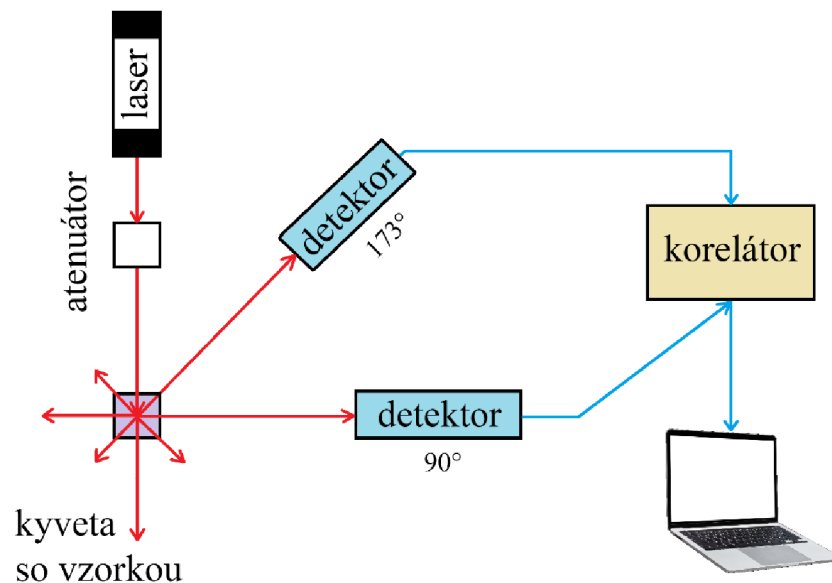 laser
atenuátor
detektor
173°
korelátor
detektor
90°
kyveta
so vzorkou